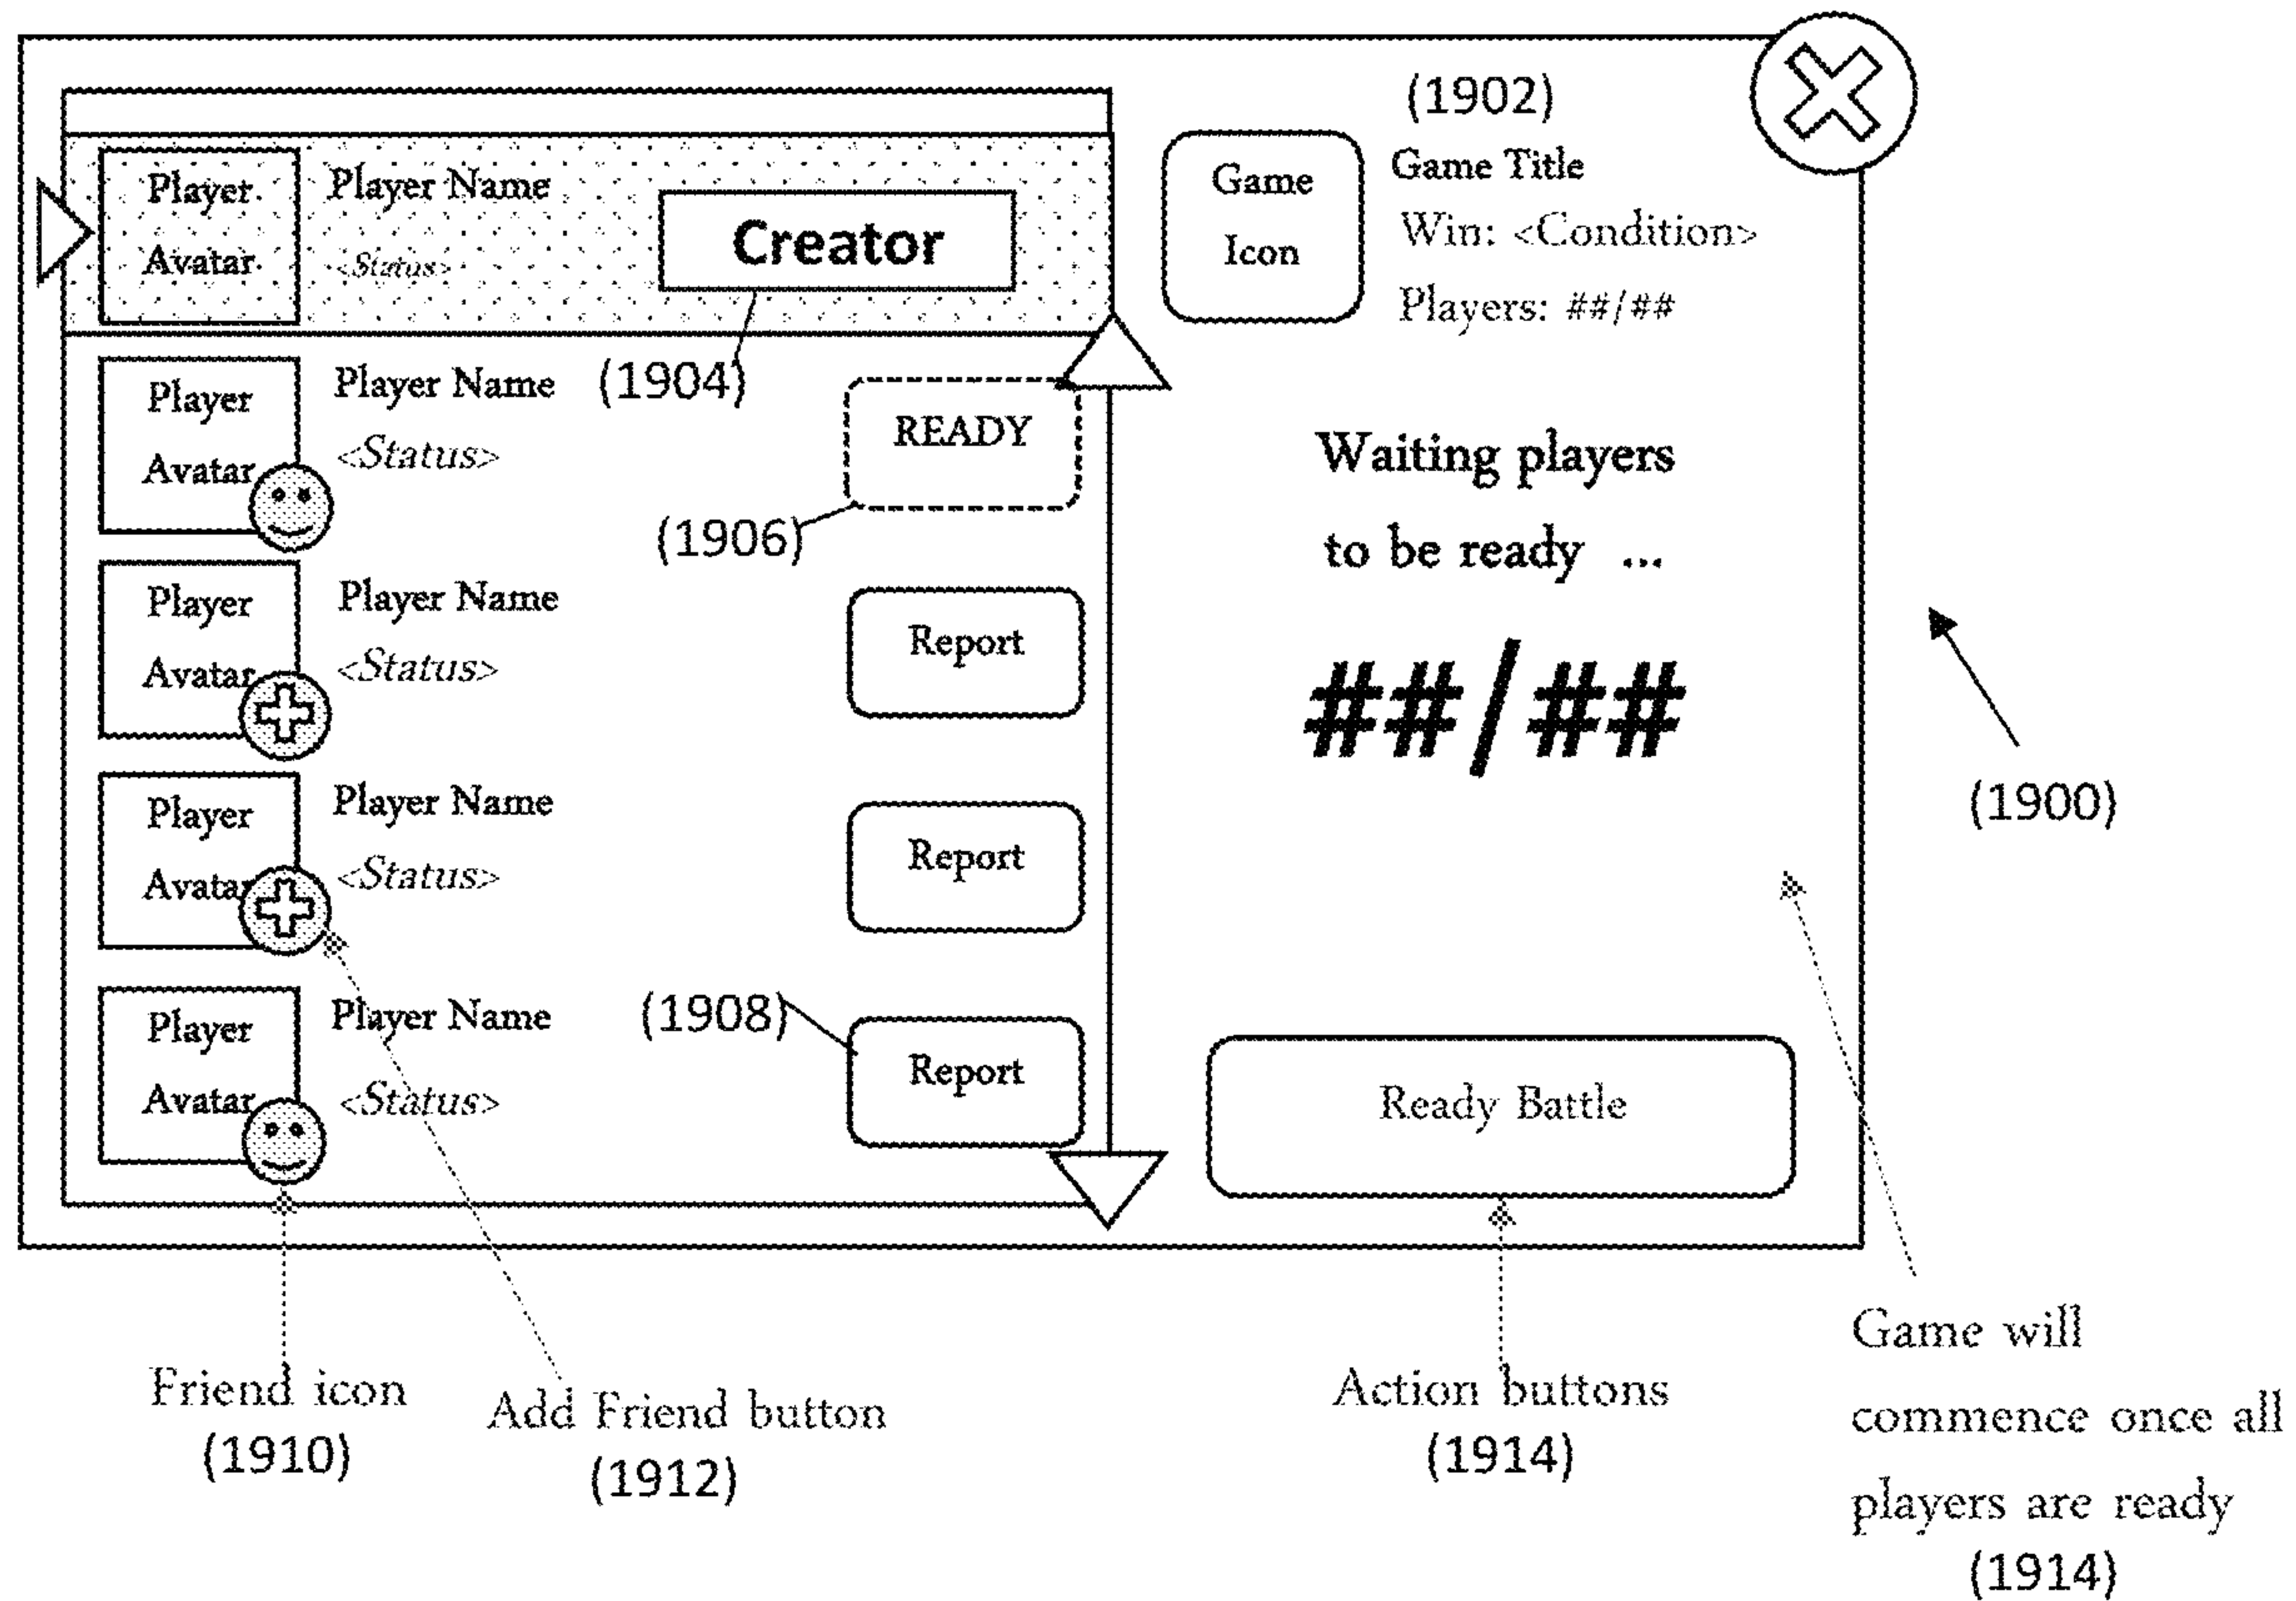 Player
Avatar
Player Name
<Status>
Creator
(1904)
Player
Avatar
Player Name
<Status>
READY
(1906)
Player
Avatar
Player Name
<Status>
Report
Player
Avatar
Player Name
<Status>
Report
Player
Avatar
Player Name
<Status>
(1908)
Report
(1902)
Game
Icon
Game Title
Win: <Condition>
Players: ##/##
Waiting players
to be ready ...
##/##
Ready Battle
(1900)
Friend icon
(1910)
Add Friend button
(1912)
Action buttons
(1914)
Game will
commence once all
players are ready
(1914)